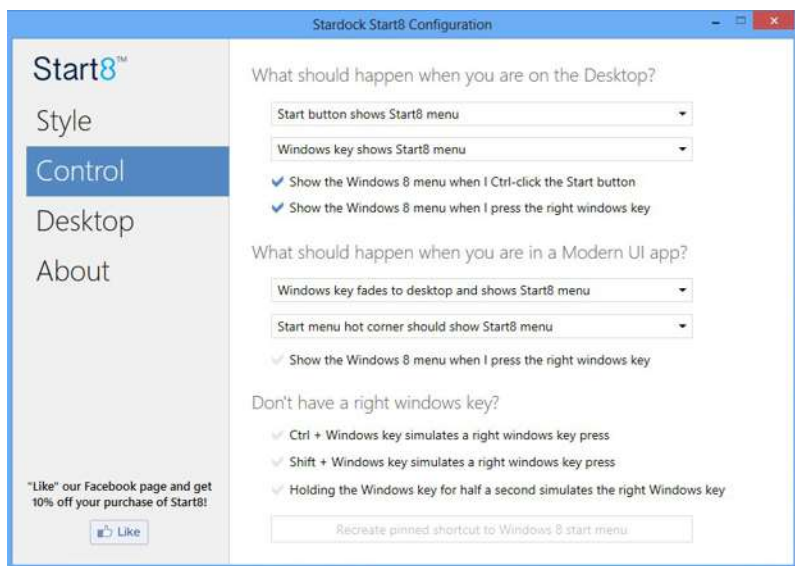 Stardock Start8 Configuration
Start8™
Style
Control
Desktop
About
"Like" our Facebook page and get
10% off your purchase of Start8!
Like
What should happen when you are on the Desktop?
Start button shows Start8 menu
Windows key shows Start8 menu
Show the Windows 8 menu when I Ctrl-click the Start button
Show the Windows 8 menu when I press the right windows key
What should happen when you are in a Modern UI app?
Windows key fades to desktop and shows Start8 menu
Start menu hot corner should show Start8 menu
Show the Windows 8 menu when I press the right windows key
Don't have a right windows key?
Ctrl + Windows key simulates a right windows key press
Shift + Windows key simulates a right windows key press
Holding the Windows key for half a second simulates the right Windows key
Recreate pinned shortcut to Windows 8 start menu